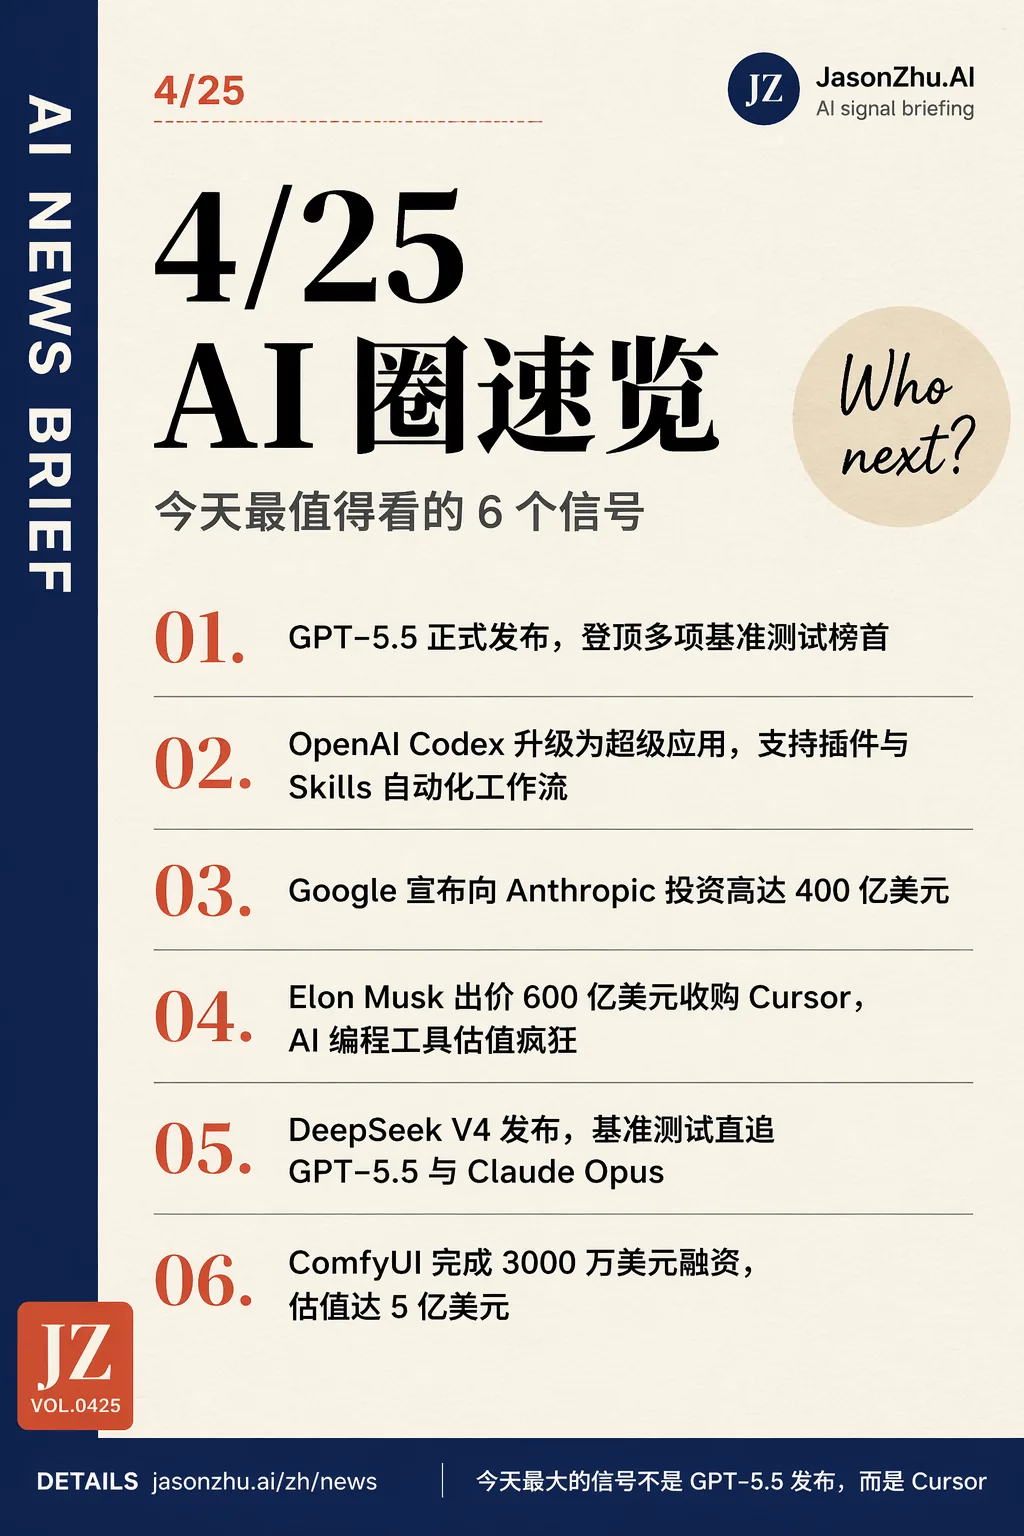 AI NEWS BRIEF
4/25
JZ
JasonZhu.AI
AI signal briefing
4/25
AI 圈速览
今天最值得看的 6 个信号
Who
next?
01.
GPT-5.5 正式发布，登顶多项基准测试榜首
02.
OpenAI Codex 升级为超级应用，支持插件与
Skills 自动化工作流
03.
Google 宣布向 Anthropic 投资高达 400 亿美元
04.
Elon Musk 出价 600 亿美元收购 Cursor，
AI 编程工具估值疯狂
05.
DeepSeek V4 发布，基准测试直追
GPT-5.5 与 Claude Opus
06.
ComfyUI 完成 3000 万美元融资，
估值达 5 亿美元
JZ
VOL.0425
DETAILS jasonzhu.ai/zh/news
今天最大的信号不是 GPT-5.5 发布，而是 Cursor